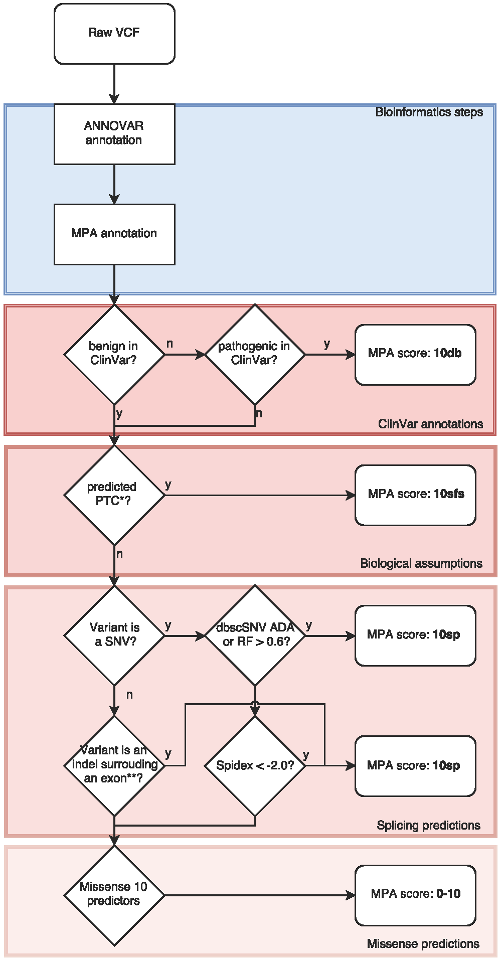 Raw VCF
Bioinformatics steps
ANNOVAR
annotation
MPA annotation
benign in
ClinVar?
n
pathogenic in
ClinVar?
y
MPA score: 10db
y
n
ClinVar annotations
predicted
PTC*?
y
MPA score: 10sfs
n
Biological assumptions
Variant is
a SNV?
y
dbscSNV ADA
or RF > 0.6?
y
MPA score: 10sp
n
n
Variant is an
indel surrouding
an exon**?
y
Spidex < -2.0?
y
MPA score: 10sp
Splicing predictions
Missense 10
predictors
MPA score: 0-10
Missense predictions